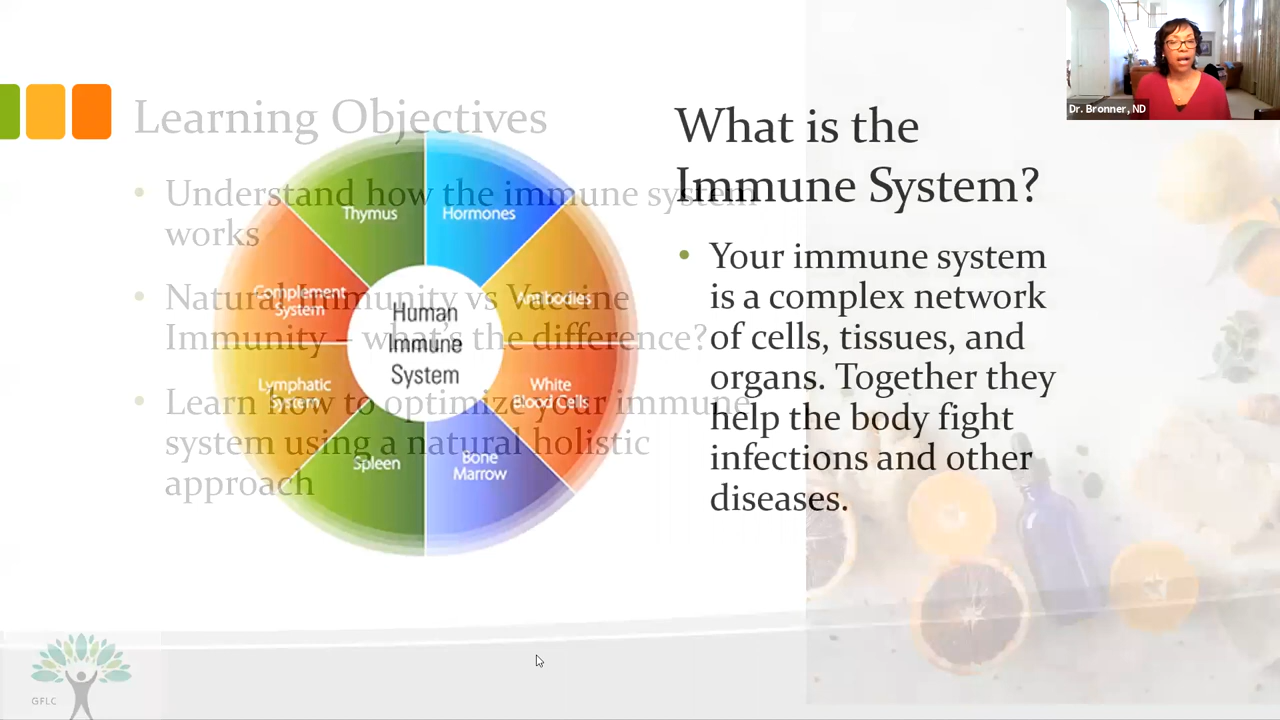 Learning Objectives
Understand how the immune system
works
Natural Immunity vs Vaccine
Immunity – what's the difference?
Learn how to optimize your immune
system using a natural holistic
approach
Thymus
Hormones
Complement
System
Antibodies
Human
Immune
System
Lymphatic
System
White
Blood Cells
Spleen
Bone
Marrow
What is the
Immune System?
Your immune system
is a complex network
of cells, tissues, and
organs. Together they
help the body fight
infections and other
diseases.
Dr. Bronner, ND
GFLC